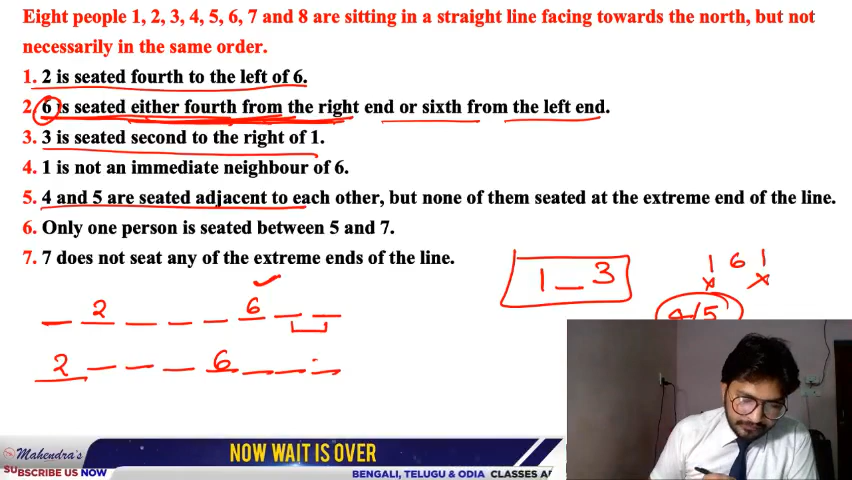 Eight people 1, 2, 3, 4, 5, 6, 7 and 8 are sitting in a straight line facing towards the north, but not
necessarily in the same order.
1. 2 is seated fourth to the left of 6.
2. 6 is seated either fourth from the right end or sixth from the left end.
3. 3 is seated second to the right of 1.
4. 1 is not an immediate neighbour of 6.
5. 4 and 5 are seated adjacent to each other, but none of them seated at the extreme end of the line.
6. Only one person is seated between 5 and 7.
7. 7 does not seat any of the extreme ends of the line.
1 _ 3
1 6 1
x x
4/5
_ 2 _ _ _ 6 _ _
2 _ _ _ 6 _ _ _
Mahendra's
SUBSCRIBE US NOW
NOW WAIT IS OVER
BENGALI, TELUGU & ODIA CLASSES